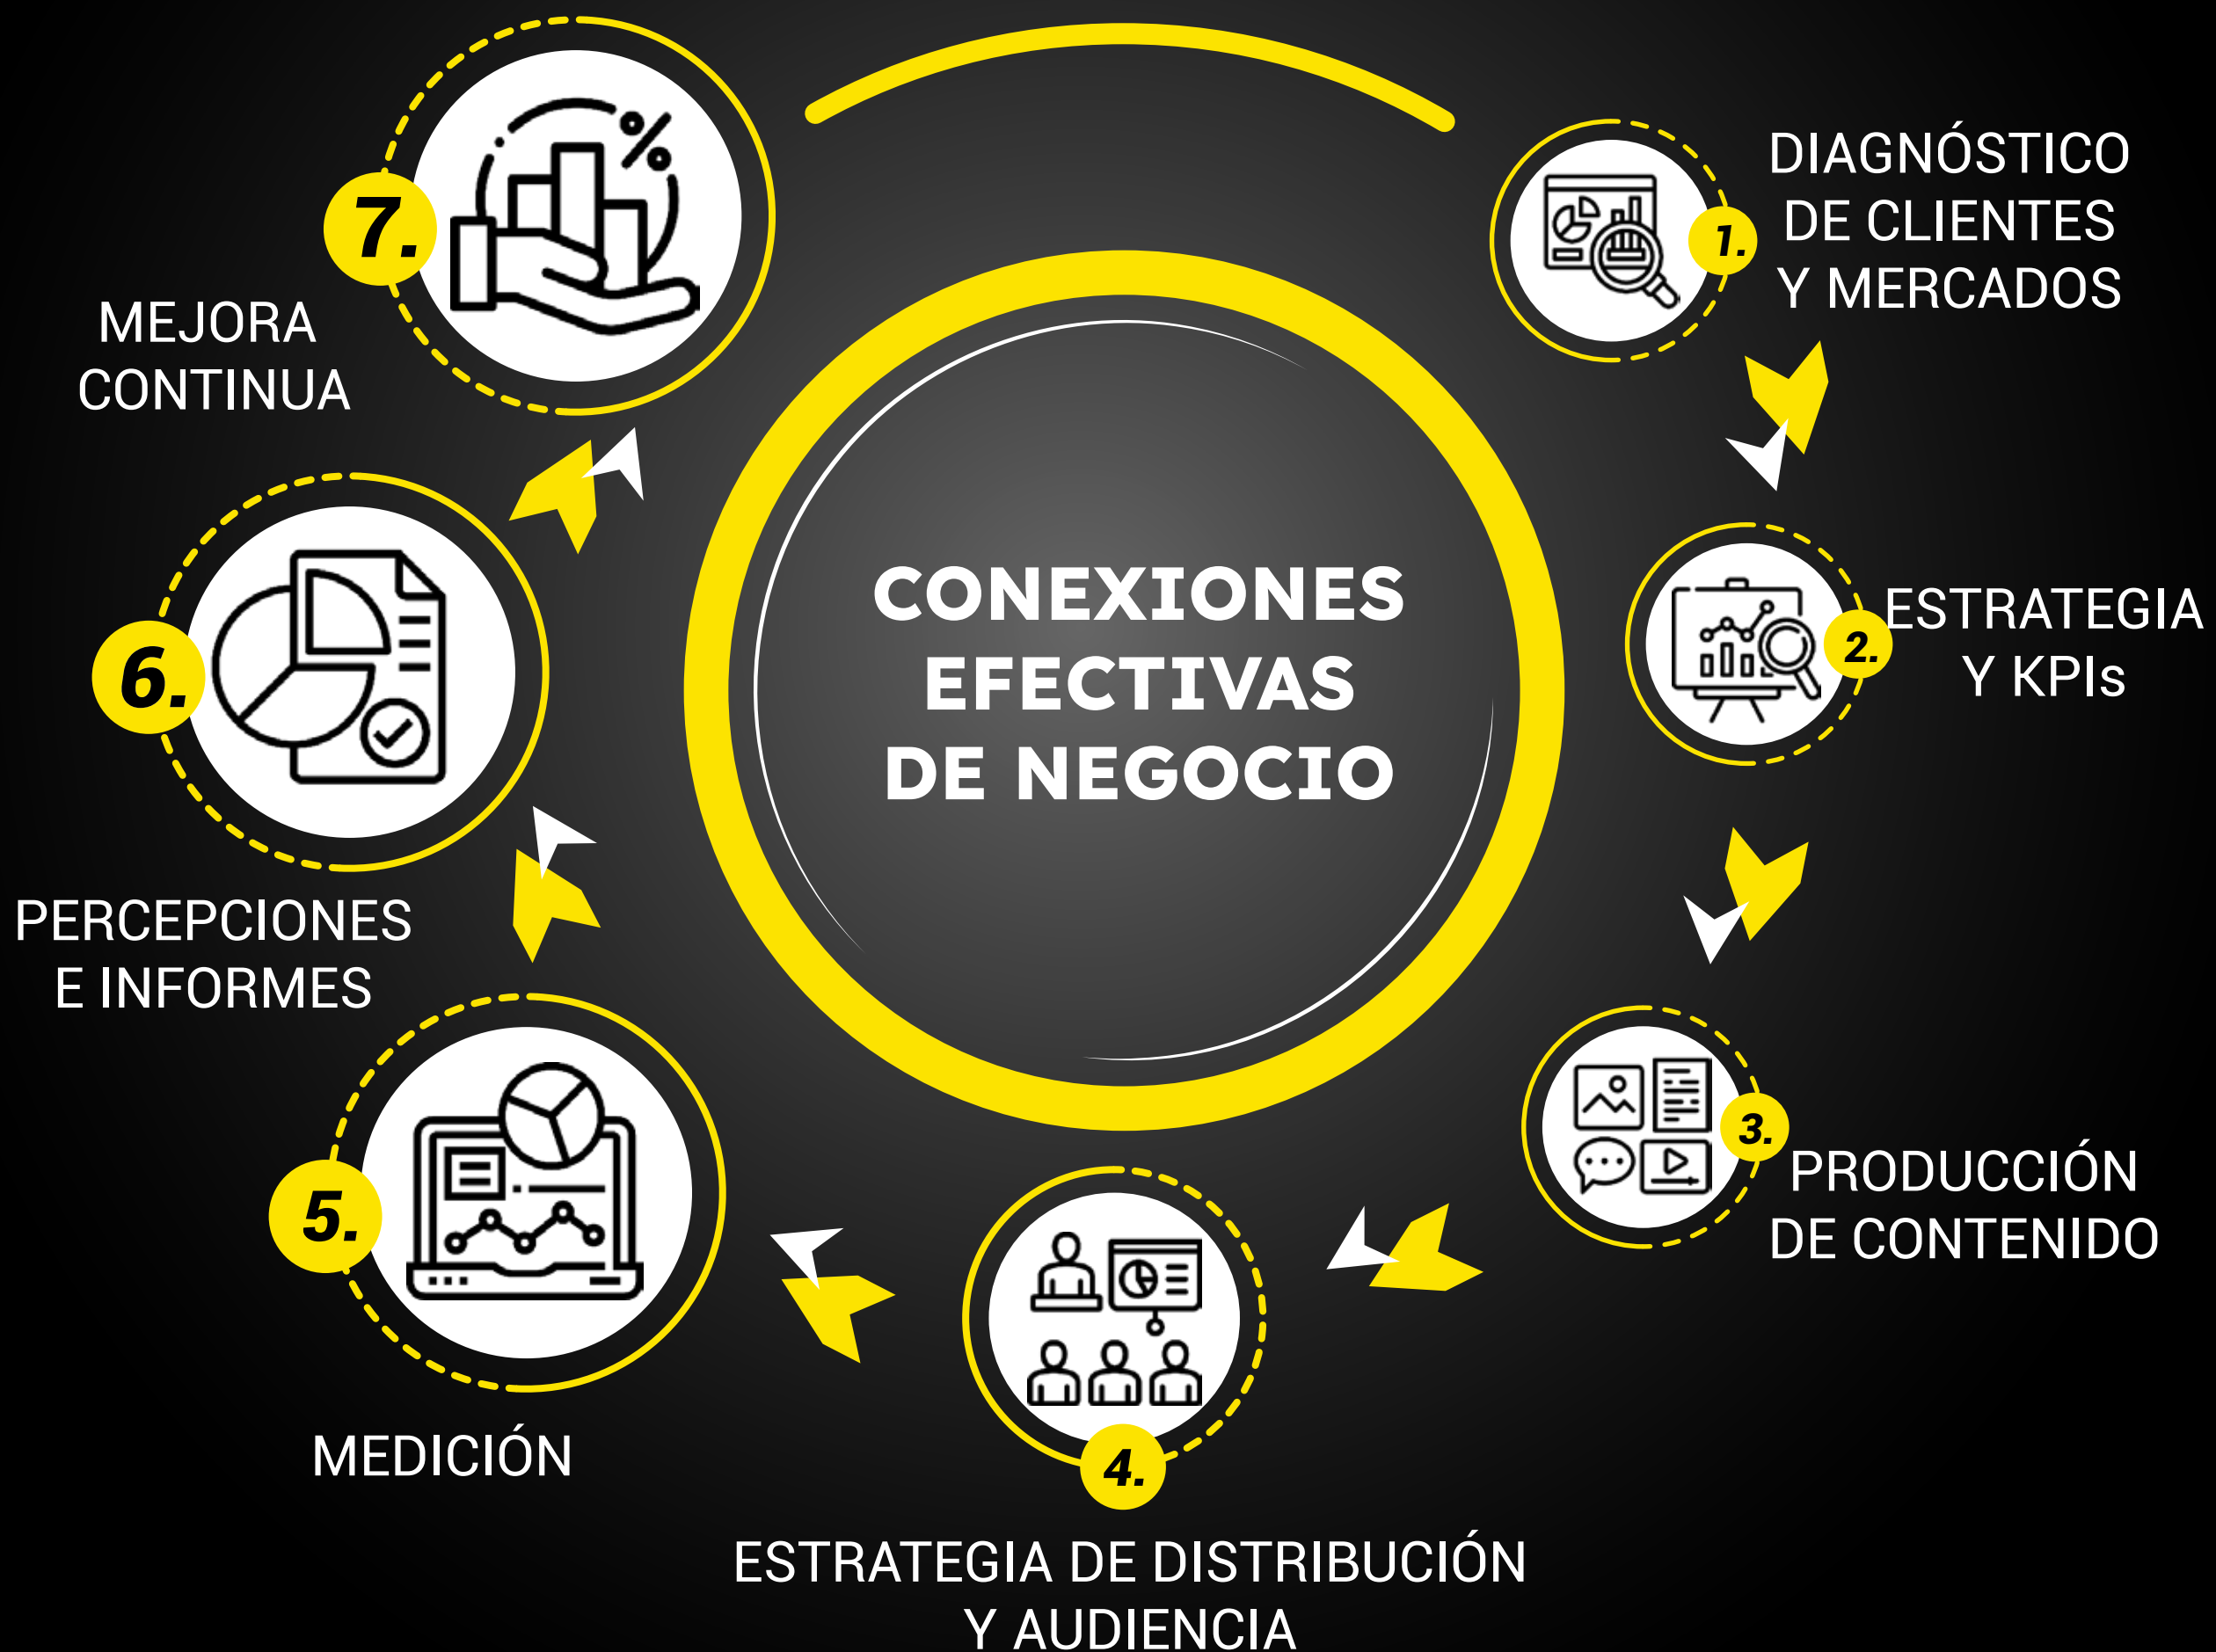 CONEXIONES
EFECTIVAS
DE NEGOCIO
1.
DIAGNÓSTICO
DE CLIENTES
Y MERCADOS
2.
ESTRATEGIA
Y KPIs
3.
PRODUCCIÓN
DE CONTENIDO
4.
ESTRATEGIA DE DISTRIBUCIÓN
Y AUDIENCIA
5.
MEDICIÓN
6.
PERCEPCIONES
E INFORMES
7.
MEJORA
CONTINUA
%